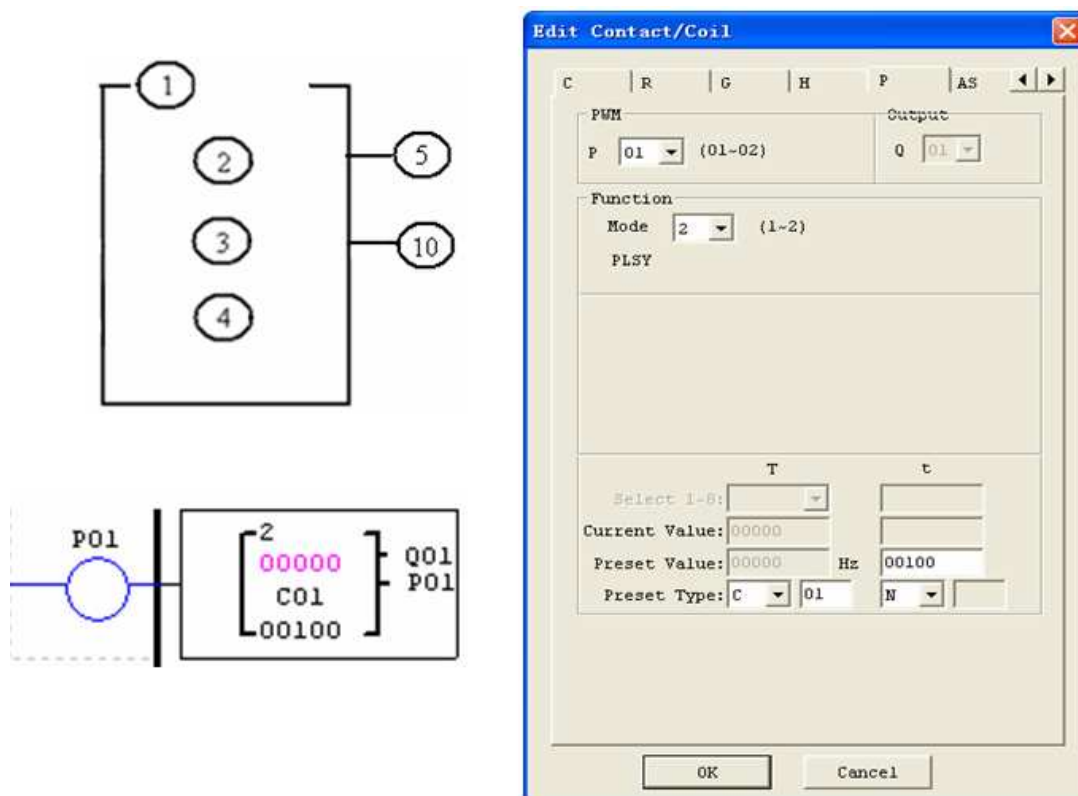 1
2
3
4
5
10
P01
2
00000
C01
00100
Q01
P01
Edit Contact/Coil
C R G H P AS
PWM
P 01 (01~02)
Output
Q 01
Function
Mode 2 (1~2)
PLSY
T t
Select 1-8:
Current Value: 00000
Preset Value: 00000 Hz 00100
Preset Type: C 01 N
OK Cancel